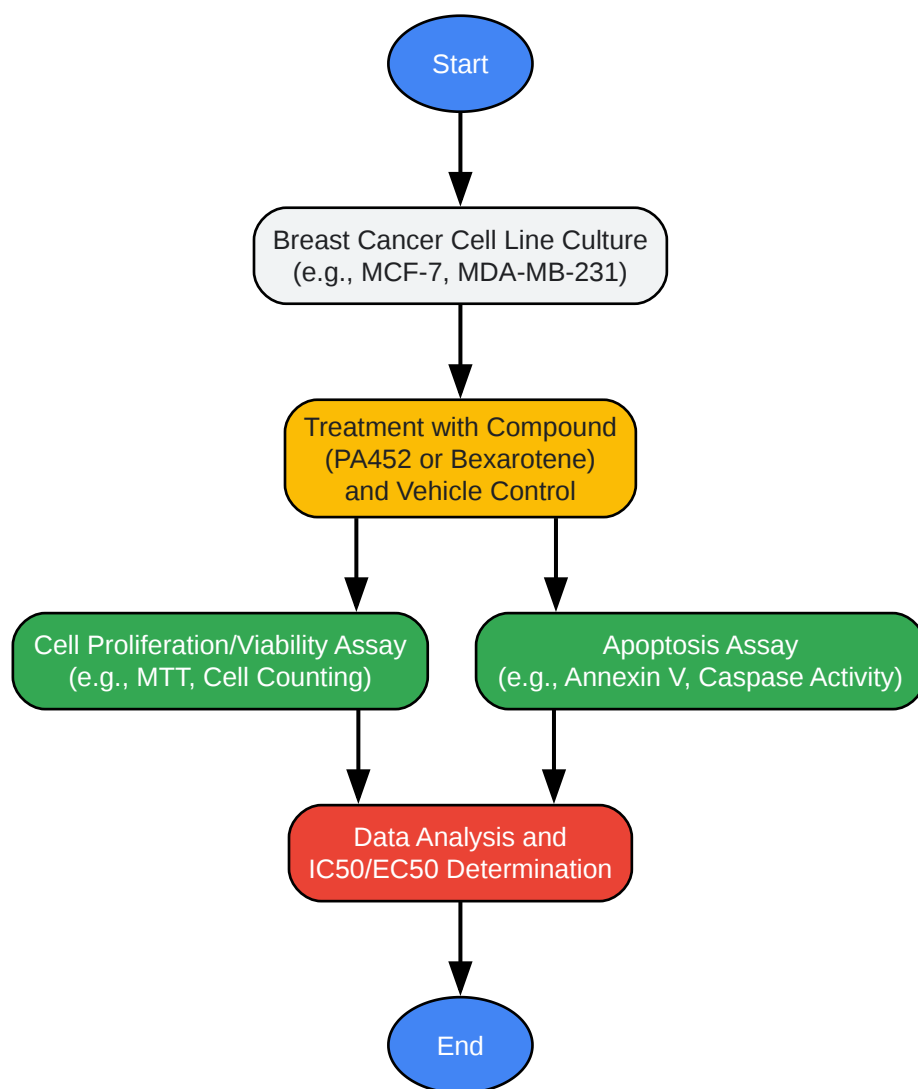 Start
Breast Cancer Cell Line Culture
(e.g., MCF-7, MDA-MB-231)
Treatment with Compound
(PA452 or Bexarotene)
and Vehicle Control
Cell Proliferation/Viability Assay
(e.g., MTT, Cell Counting)
Apoptosis Assay
(e.g., Annexin V, Caspase Activity)
Data Analysis and
IC50/EC50 Determination
End